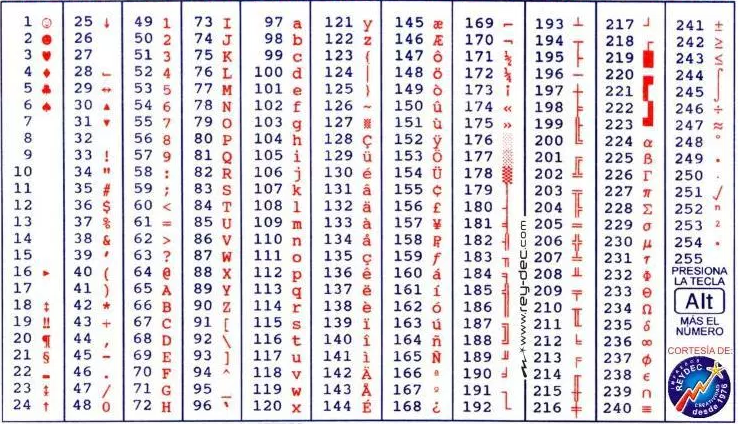 1 ☺
2 ☻
3 ♥
4 ♦
5 ♣
6 ♠
7
8
9
10
11
12
13
14
15
16 ►
17
18 ↕
19 ‼
20 ¶
21 §
22 ▬
23 ↨
24 ↑
25 ↓
26
27
28 ∟
29 ↔
30 ▲
31 ▼
32
33 !
34 "
35 #
36 $
37 %
38 &
39 '
40 (
41 )
42 *
43 +
44 ,
45 -
46 .
47 /
48 0
49 1
50 2
51 3
52 4
53 5
54 6
55 7
56 8
57 9
58 :
59 ;
60 <
61 =
62 >
63 ?
64 @
65 A
66 B
67 C
68 D
69 E
70 F
71 G
72 H
73 I
74 J
75 K
76 L
77 M
78 N
79 O
80 P
81 Q
82 R
83 S
84 T
85 U
86 V
87 W
88 X
89 Y
90 Z
91 [
92 \
93 ]
94 ^
95 _
96 `
97 a
98 b
99 c
100 d
101 e
102 f
103 g
104 h
105 i
106 j
107 k
108 l
109 m
110 n
111 o
112 p
113 q
114 r
115 s
116 t
117 u
118 v
119 w
120 x
121 y
122 z
123 {
124 |
125 }
126 ~
127 ▒
128 Ç
129 ü
130 é
131 â
132 ä
133 à
134 å
135 ç
136 ê
137 ë
138 è
139 ï
140 î
141 ì
142 Ä
143 Å
144 É
145 æ
146 Æ
147 ô
148 ö
149 ò
150 û
151 ù
152 ÿ
153 Ö
154 Ü
155 ¢
156 £
157 ¥
158 ₧
159 ƒ
160 á
161 í
162 ó
163 ú
164 ñ
165 Ñ
166 ª
167 º
168 ¿
169 ⌐
170 ¬
171 ½
172 ¼
173 ¡
174 «
175 »
176 ░
177 ▒
178 ▓
179 │
180 ┤
181 ╡
182 ╢
183 ╖
184 ╕
185 ╣
186 ║
187 ╗
188 ╝
189 ╜
190 ╛
191 ┐
192 └
www.rey-dec.com
193 ┴
194 ┬
195 ├
196 ─
197 ┼
198 ╞
199 ╟
200 ╚
201 ╔
202 ╩
203 ╦
204 ╠
205 ═
206 ╬
207 ╧
208 ╨
209 ╤
210 ╥
211 ╙
212 ╘
213 ╒
214 ╓
215 ╫
216 ╪
217 ┘
218 ┌
219 █
220 ▄
221 ▌
222 ▐
223 ▀
224 α
225 ß
226 Γ
227 π
228 Σ
229 σ
230 µ
231 τ
232 Φ
233 Θ
234 Ω
235 δ
236 ∞
237 φ
238 ε
239 ∩
240 ≡
241 ±
242 ≥
243 ≤
244 ⌠
245 ⌡
246 ÷
247 ≈
248 °
249 •
250 ·
251 √
252 ⁿ
253 ²
254 ▪
255
PRESIONA
LA TECLA
Alt
MÁS EL
NÚMERO
CORTESÍA DE:
IMPRESOS
REYDEC
CREATIVIDAD
desde 1976